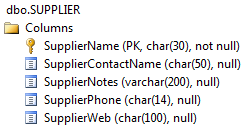 dbo.SUPPLIER
Columns
SupplierName (PK, char(30), not null)
SupplierContactName (char(50), null)
SupplierNotes (varchar(200), null)
SupplierPhone (char(14), null)
SupplierWeb (char(100), null)